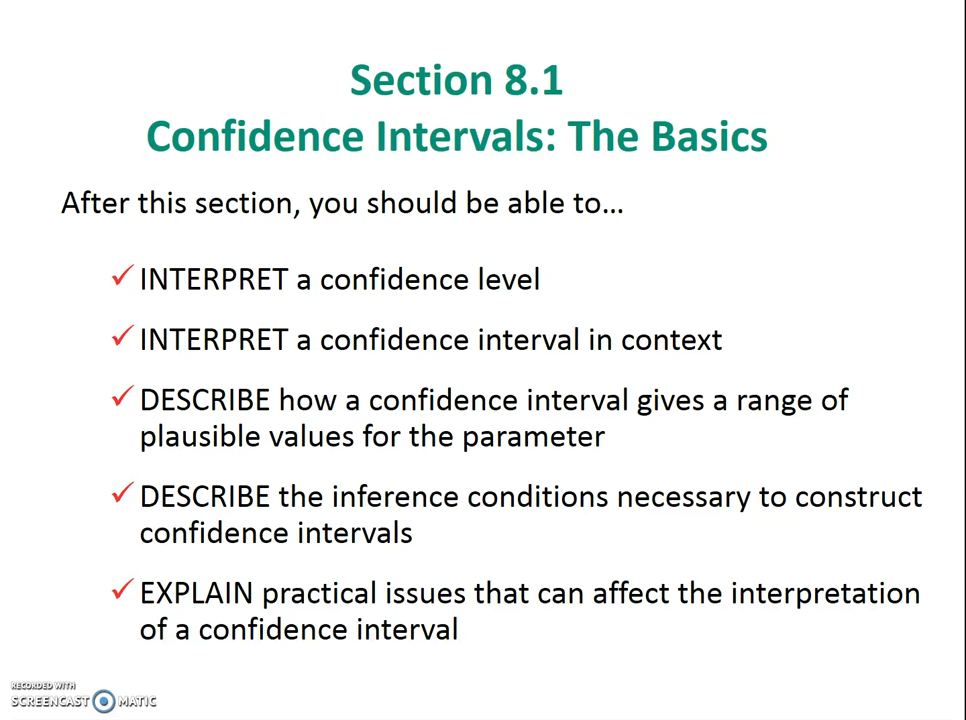 Section 8.1
Confidence Intervals: The Basics
After this section, you should be able to…
✓ INTERPRET a confidence level
✓ INTERPRET a confidence interval in context
✓ DESCRIBE how a confidence interval gives a range of
plausible values for the parameter
✓ DESCRIBE the inference conditions necessary to construct
confidence intervals
✓ EXPLAIN practical issues that can affect the interpretation
of a confidence interval
RECORDED WITH
SCREENCAST MATIC